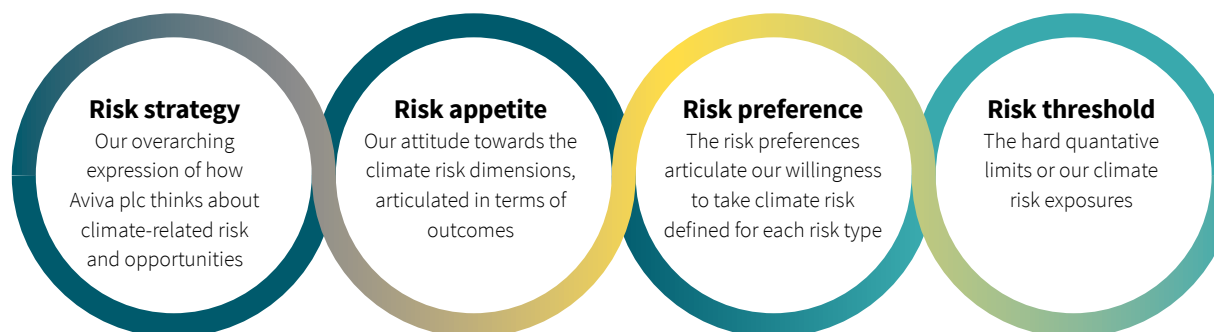 Risk strategy
Our overarching
expression of how
Aviva plc thinks about
climate-related risk
and opportunities
Risk appetite
Our attitude towards the
climate risk dimensions,
articulated in terms of
outcomes
Risk preference
The risk preferences
articulate our willingness
to take climate risk
defined for each risk type
Risk threshold
The hard quantative
limits or our climate
risk exposures